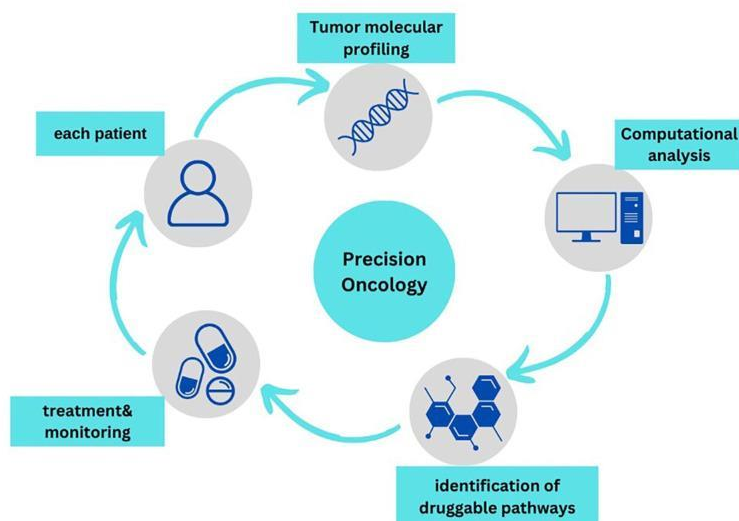 Tumor molecular
profiling
each patient
Computational
analysis
Precision
Oncology
treatment&
monitoring
identification of
druggable pathways